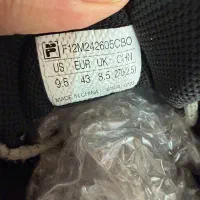 F12M242605CBO
US EUR UK CHN
9.5 43 8.5 270(2.5)
MADE IN CHINA